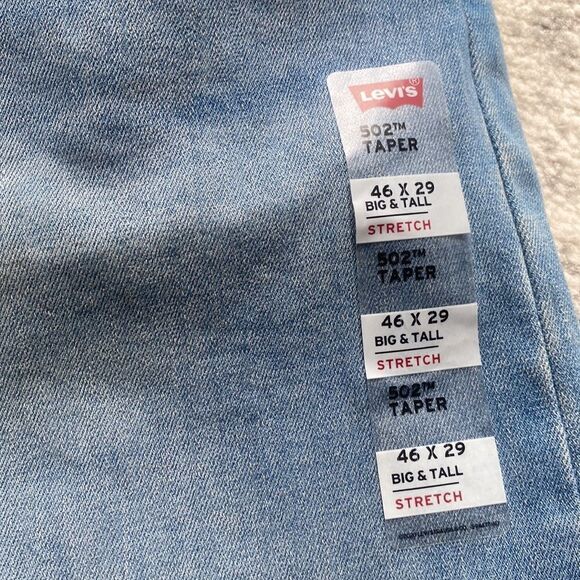 Levi's®
502™
TAPER
46 X 29
BIG & TALL
STRETCH
502™
TAPER
46 X 29
BIG & TALL
STRETCH
502™
TAPER
46 X 29
BIG & TALL
STRETCH